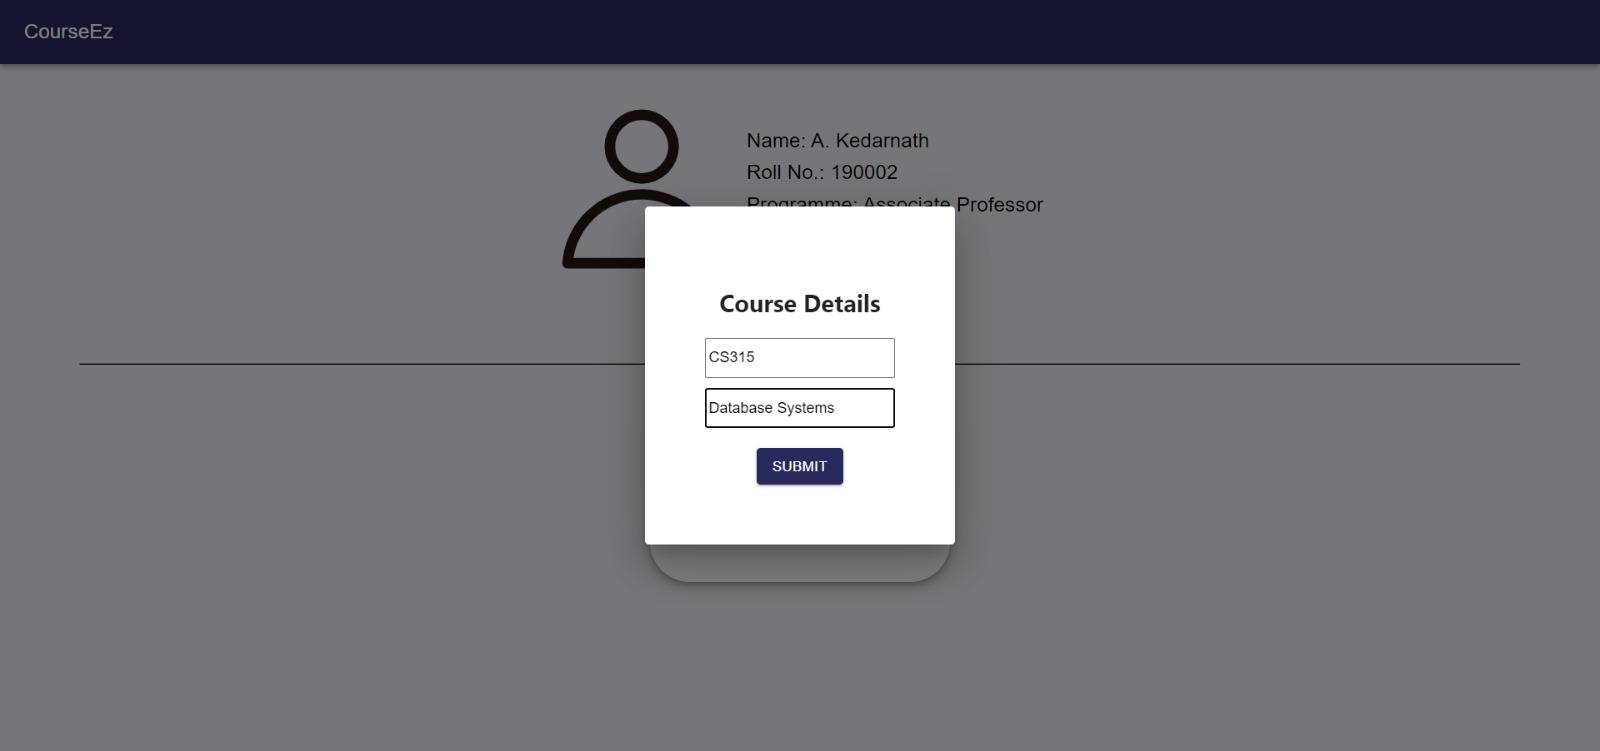 CourseEz
Name: A. Kedarnath
Roll No.: 190002
Programme: Associate Professor
Course Details
CS315
Database Systems
SUBMIT